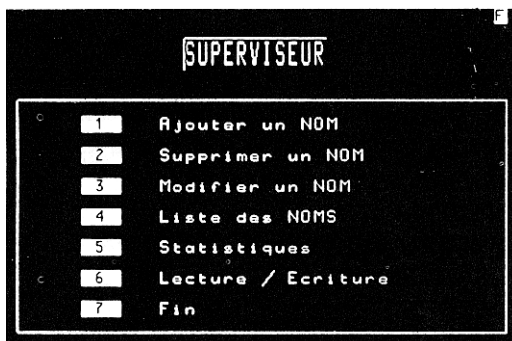 F
SUPERVISEUR
1 Ajouter un NOM
2 Supprimer un NOM
3 Modifier un NOM
4 Liste des NOMS
5 Statistiques
6 Lecture / Ecriture
7 Fin